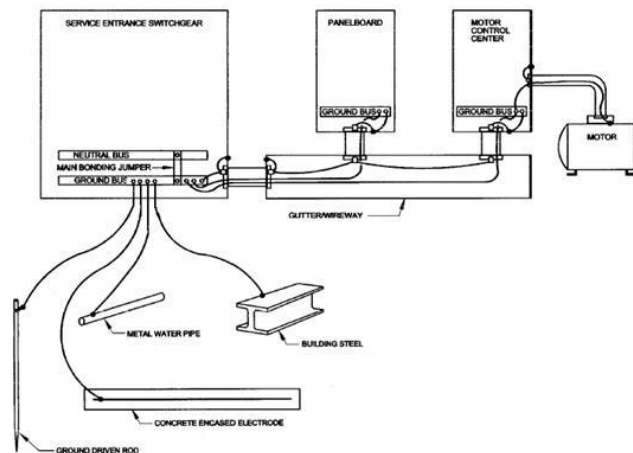 SERVICE ENTRANCE SWITCHGEAR
PANELBOARD
MOTOR
CONTROL
CENTER
GROUND BUS
GROUND BUS
MOTOR
NEUTRAL BUS
MAIN BONDING JUMPER
GROUND BUS
GUTTER/WIREWAY
METAL WATER PIPE
BUILDING STEEL
CONCRETE ENCASED ELECTRODE
GROUND DRIVEN ROD